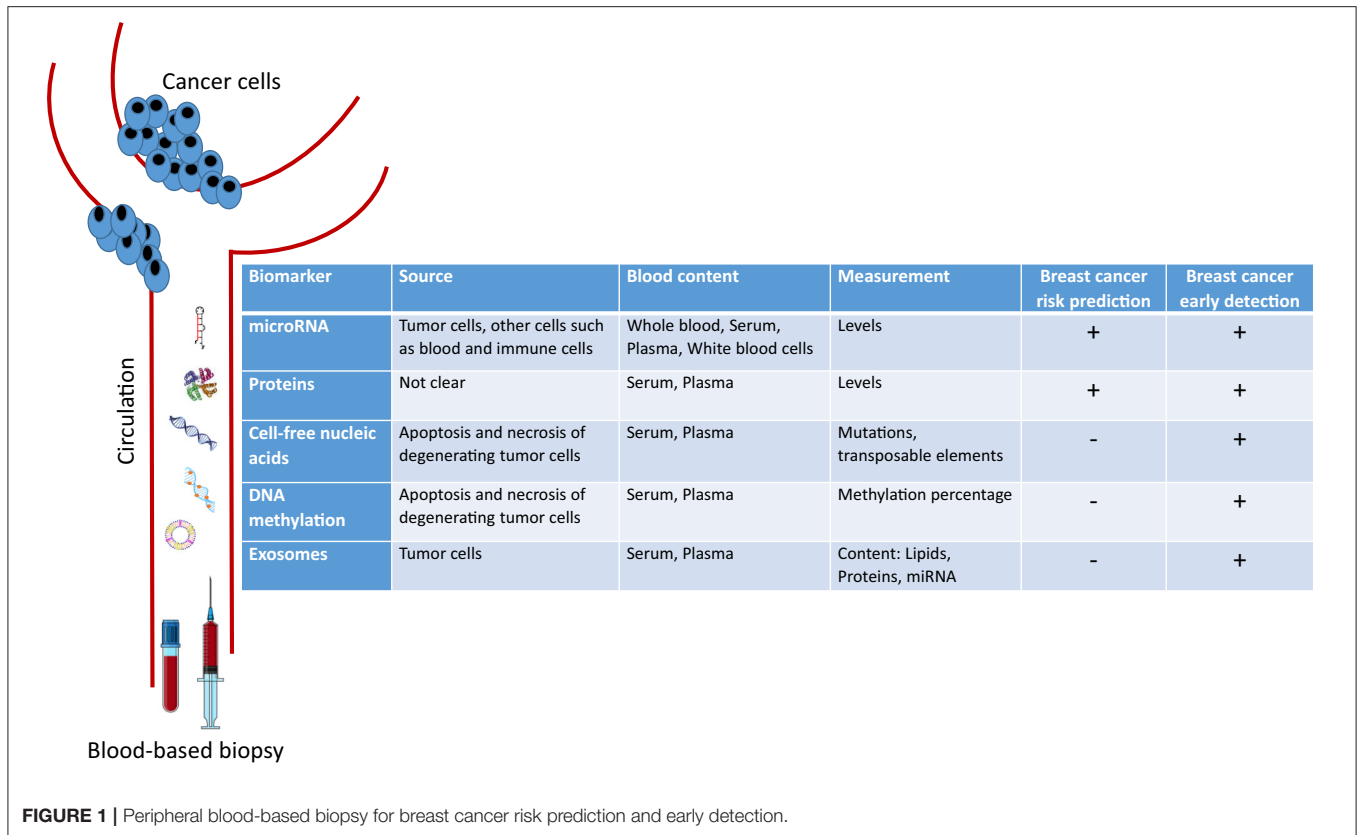 Cancer cells
Circulation
Biomarker Source Blood content Measurement Breast cancer risk prediction Breast cancer early detection
microRNA Tumor cells, other cells such as blood and immune cells Whole blood, Serum, Plasma, White blood cells Levels + +
Proteins Not clear Serum, Plasma Levels + +
Cell-free nucleic acids Apoptosis and necrosis of degenerating tumor cells Serum, Plasma Mutations, transposable elements - +
DNA methylation Apoptosis and necrosis of degenerating tumor cells Serum, Plasma Methylation percentage - +
Exosomes Tumor cells Serum, Plasma Content: Lipids, Proteins, miRNA - +
Blood-based biopsy
FIGURE 1 | Peripheral blood-based biopsy for breast cancer risk prediction and early detection.